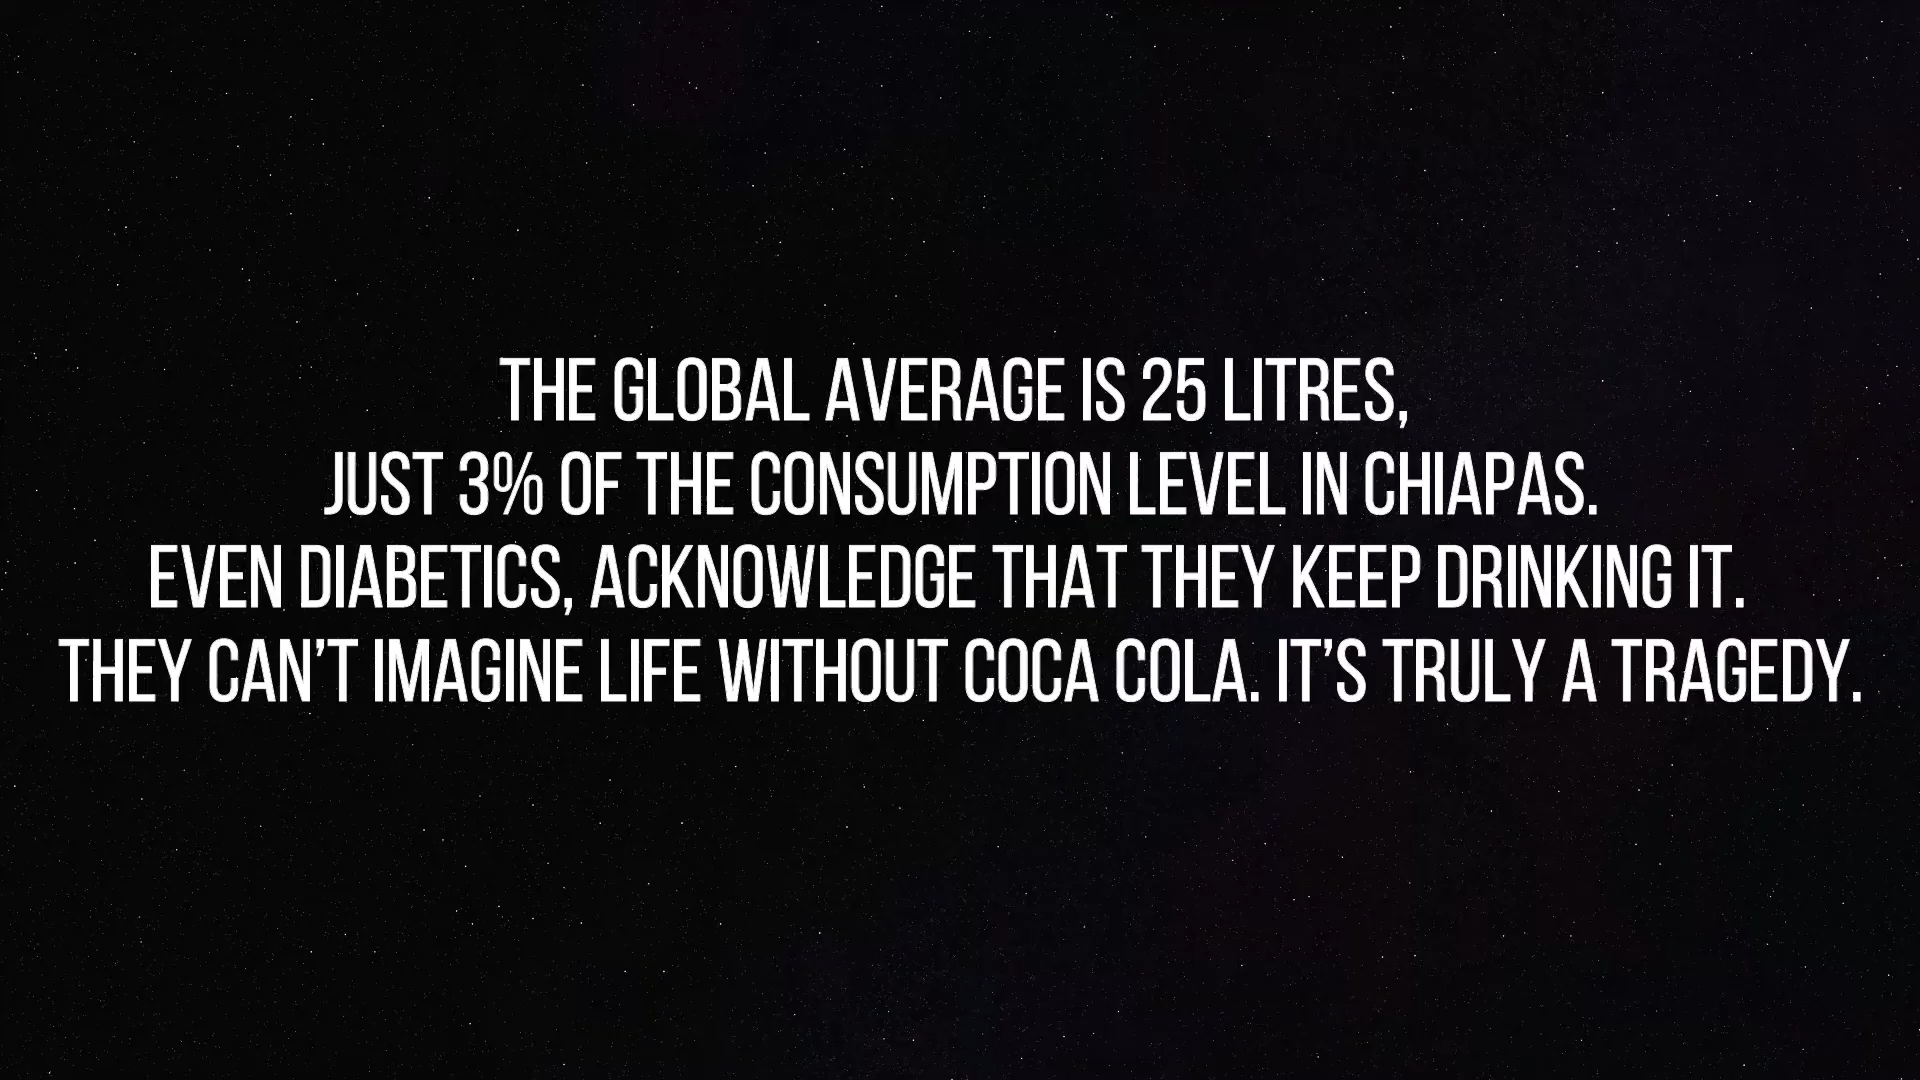 THE GLOBAL AVERAGE IS 25 LITRES,
JUST 3% OF THE CONSUMPTION LEVEL IN CHIAPAS.
EVEN DIABETICS, ACKNOWLEDGE THAT THEY KEEP DRINKING IT.
THEY CAN’T IMAGINE LIFE WITHOUT COCA COLA. IT’S TRULY A TRAGEDY.